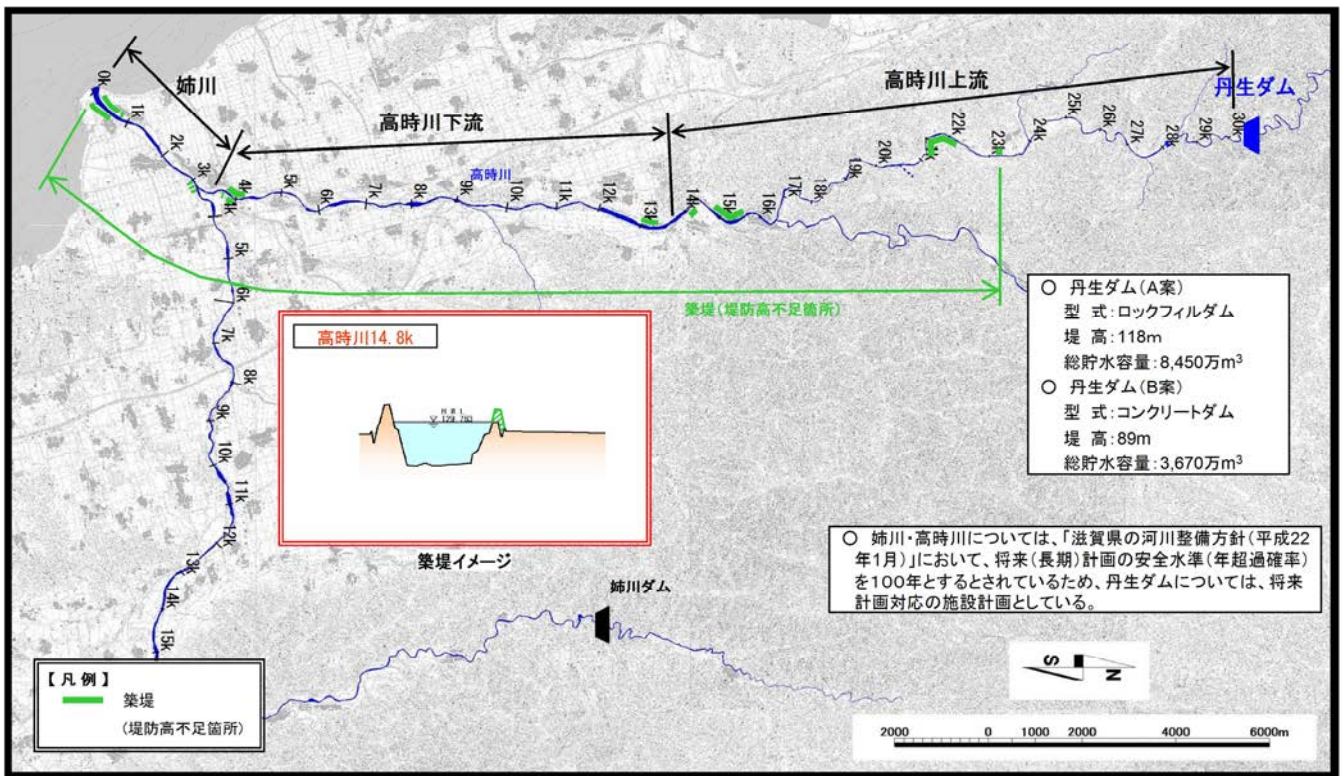 姉川
高時川下流
高時川上流
丹生ダム
0k
1k
2k
3k
4k
5k
6k
7k
8k
9k
10k
11k
12k
13k
14k
15k
16k
17k
18k
19k
20k
22k
23k
24k
25k
26k
27k
28k
29k
30k
高時川
4k
5k
6k
7k
8k
9k
10k
11k
12k
13k
14k
15k
築堤(堤防高不足箇所)
高時川14.8k
築堤イメージ
○ 丹生ダム(A案)
型 式:ロックフィルダム
堤 高:118m
総貯水容量:8,450万m³
○ 丹生ダム(B案)
型 式:コンクリートダム
堤 高:89m
総貯水容量:3,670万m³
○ 姉川・高時川については、「滋賀県の河川整備方針(平成22
年1月)」において、将来(長期)計画の安全水準(年超過確率)
を100年とするとされているため、丹生ダムについては、将来
計画対応の施設計画としている。
姉川ダム
【凡例】
築堤
(堤防高不足箇所)
S
N
2000 0 1000 2000 4000 6000m